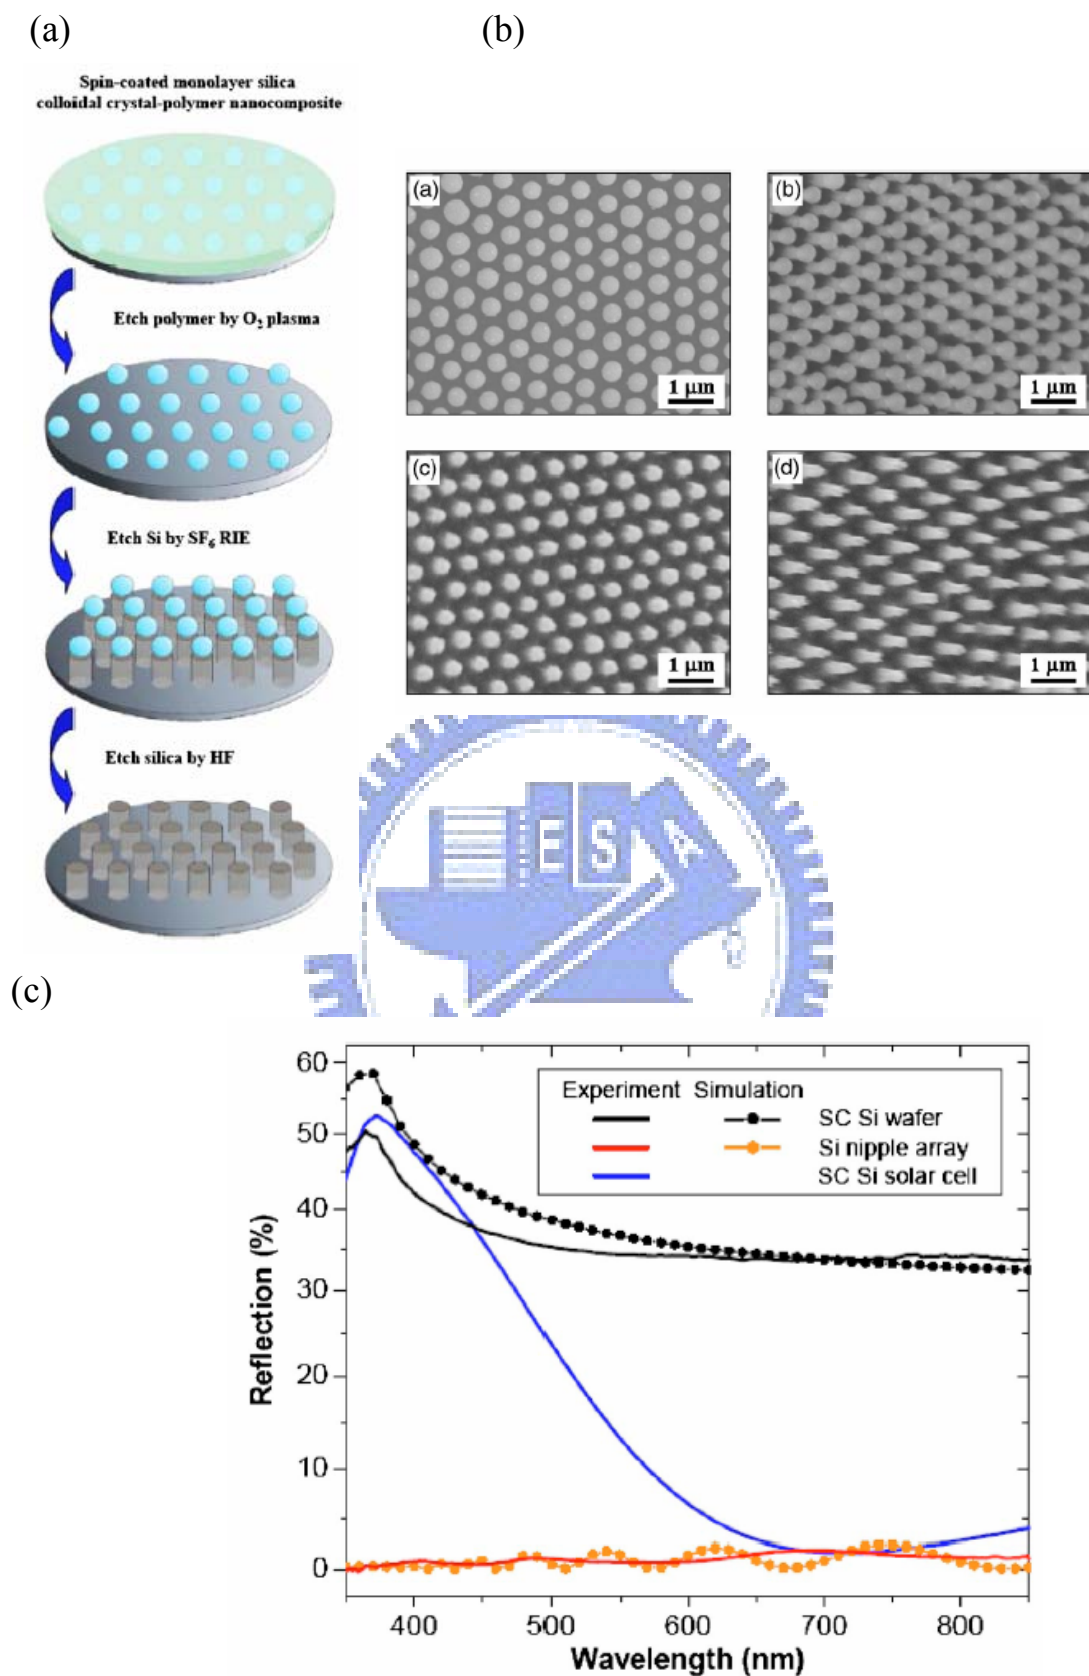 (a)
(b)
Spin-coated monolayer silica
colloidal crystal-polymer nanocomposite
Etch polymer by O₂ plasma
Etch Si by SF₆ RIE
Etch silica by HF
(a)
1 μm
(b)
1 μm
(c)
1 μm
(d)
1 μm
E S A
(c)
Reflection (%)
60
50
40
30
20
10
0
Experiment Simulation
SC Si wafer
Si nipple array
SC Si solar cell
400 500 600 700 800
Wavelength (nm)